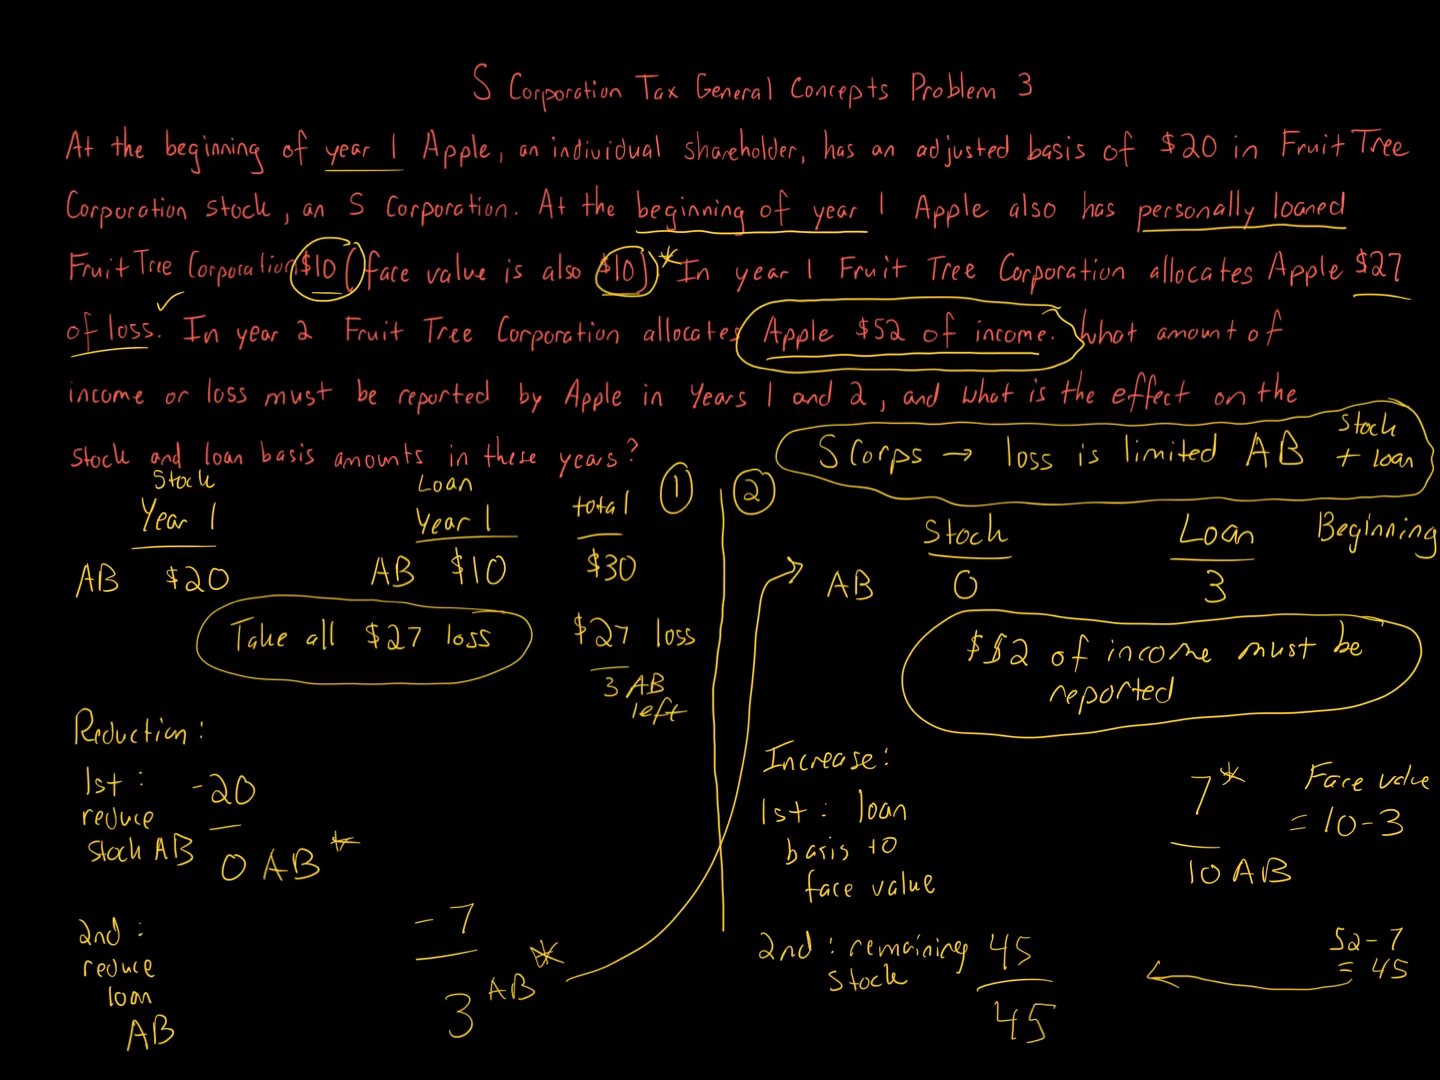 S Corporation Tax General Concepts Problem 3
At the beginning of year 1 Apple, an individual shareholder, has an adjusted basis of $20 in Fruit Tree
Corporation stock, an S Corporation. At the beginning of year 1 Apple also has personally loaned
Fruit Tree Corporation $10 (face value is also $10)* In year 1 Fruit Tree Corporation allocates Apple $27
of loss. In year 2 Fruit Tree Corporation allocates Apple $52 of income. What amount of
income or loss must be reported by Apple in Years 1 and 2, and what is the effect on the
stock and loan basis amounts in these years?
Stock
Year 1
AB $20
Loan
Year 1
AB $10
total
$30
1
Take all $27 loss
$27 loss
3 AB
left
Reduction:
1st:
reduce
stock AB
-20
0 AB*
2nd:
reduce
loan
AB
-7
3 AB*
2
S Corps → loss is limited AB
stock
+ loan
Stock
Loan
Beginning
AB 0 3
$52 of income must be
reported
Increase:
1st: loan
basis to
face value
7*
10 AB
Face value
= 10-3
2nd: remaining
stock
45
45
52-7
= 45